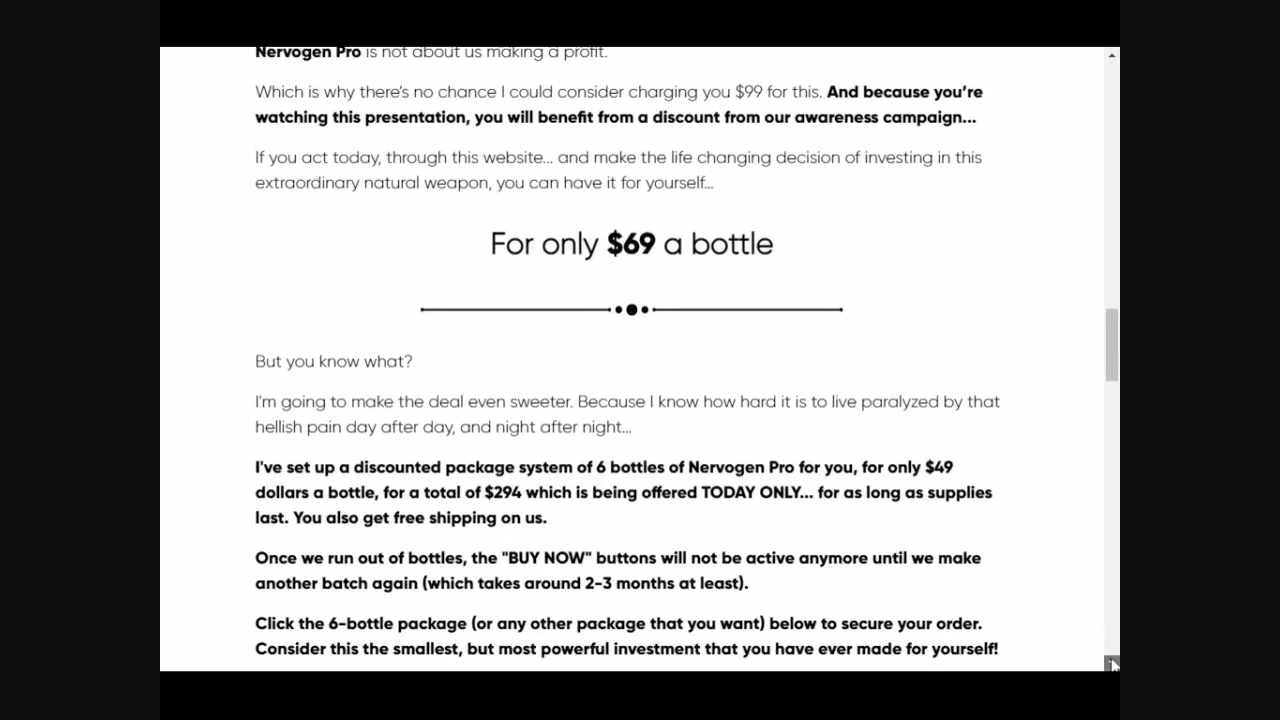 Nervogen Pro is not about us making a profit.
Which is why there's no chance I could consider charging you $99 for this. And because you're
watching this presentation, you will benefit from a discount from our awareness campaign...
If you act today, through this website... and make the life changing decision of investing in this
extraordinary natural weapon, you can have it for yourself...
For only $69 a bottle
But you know what?
I'm going to make the deal even sweeter. Because I know how hard it is to live paralyzed by that
hellish pain day after day, and night after night...
I've set up a discounted package system of 6 bottles of Nervogen Pro for you, for only $49
dollars a bottle, for a total of $294 which is being offered TODAY ONLY... for as long as supplies
last. You also get free shipping on us.
Once we run out of bottles, the "BUY NOW" buttons will not be active anymore until we make
another batch again (which takes around 2-3 months at least).
Click the 6-bottle package (or any other package that you want) below to secure your order.
Consider this the smallest, but most powerful investment that you have ever made for yourself!